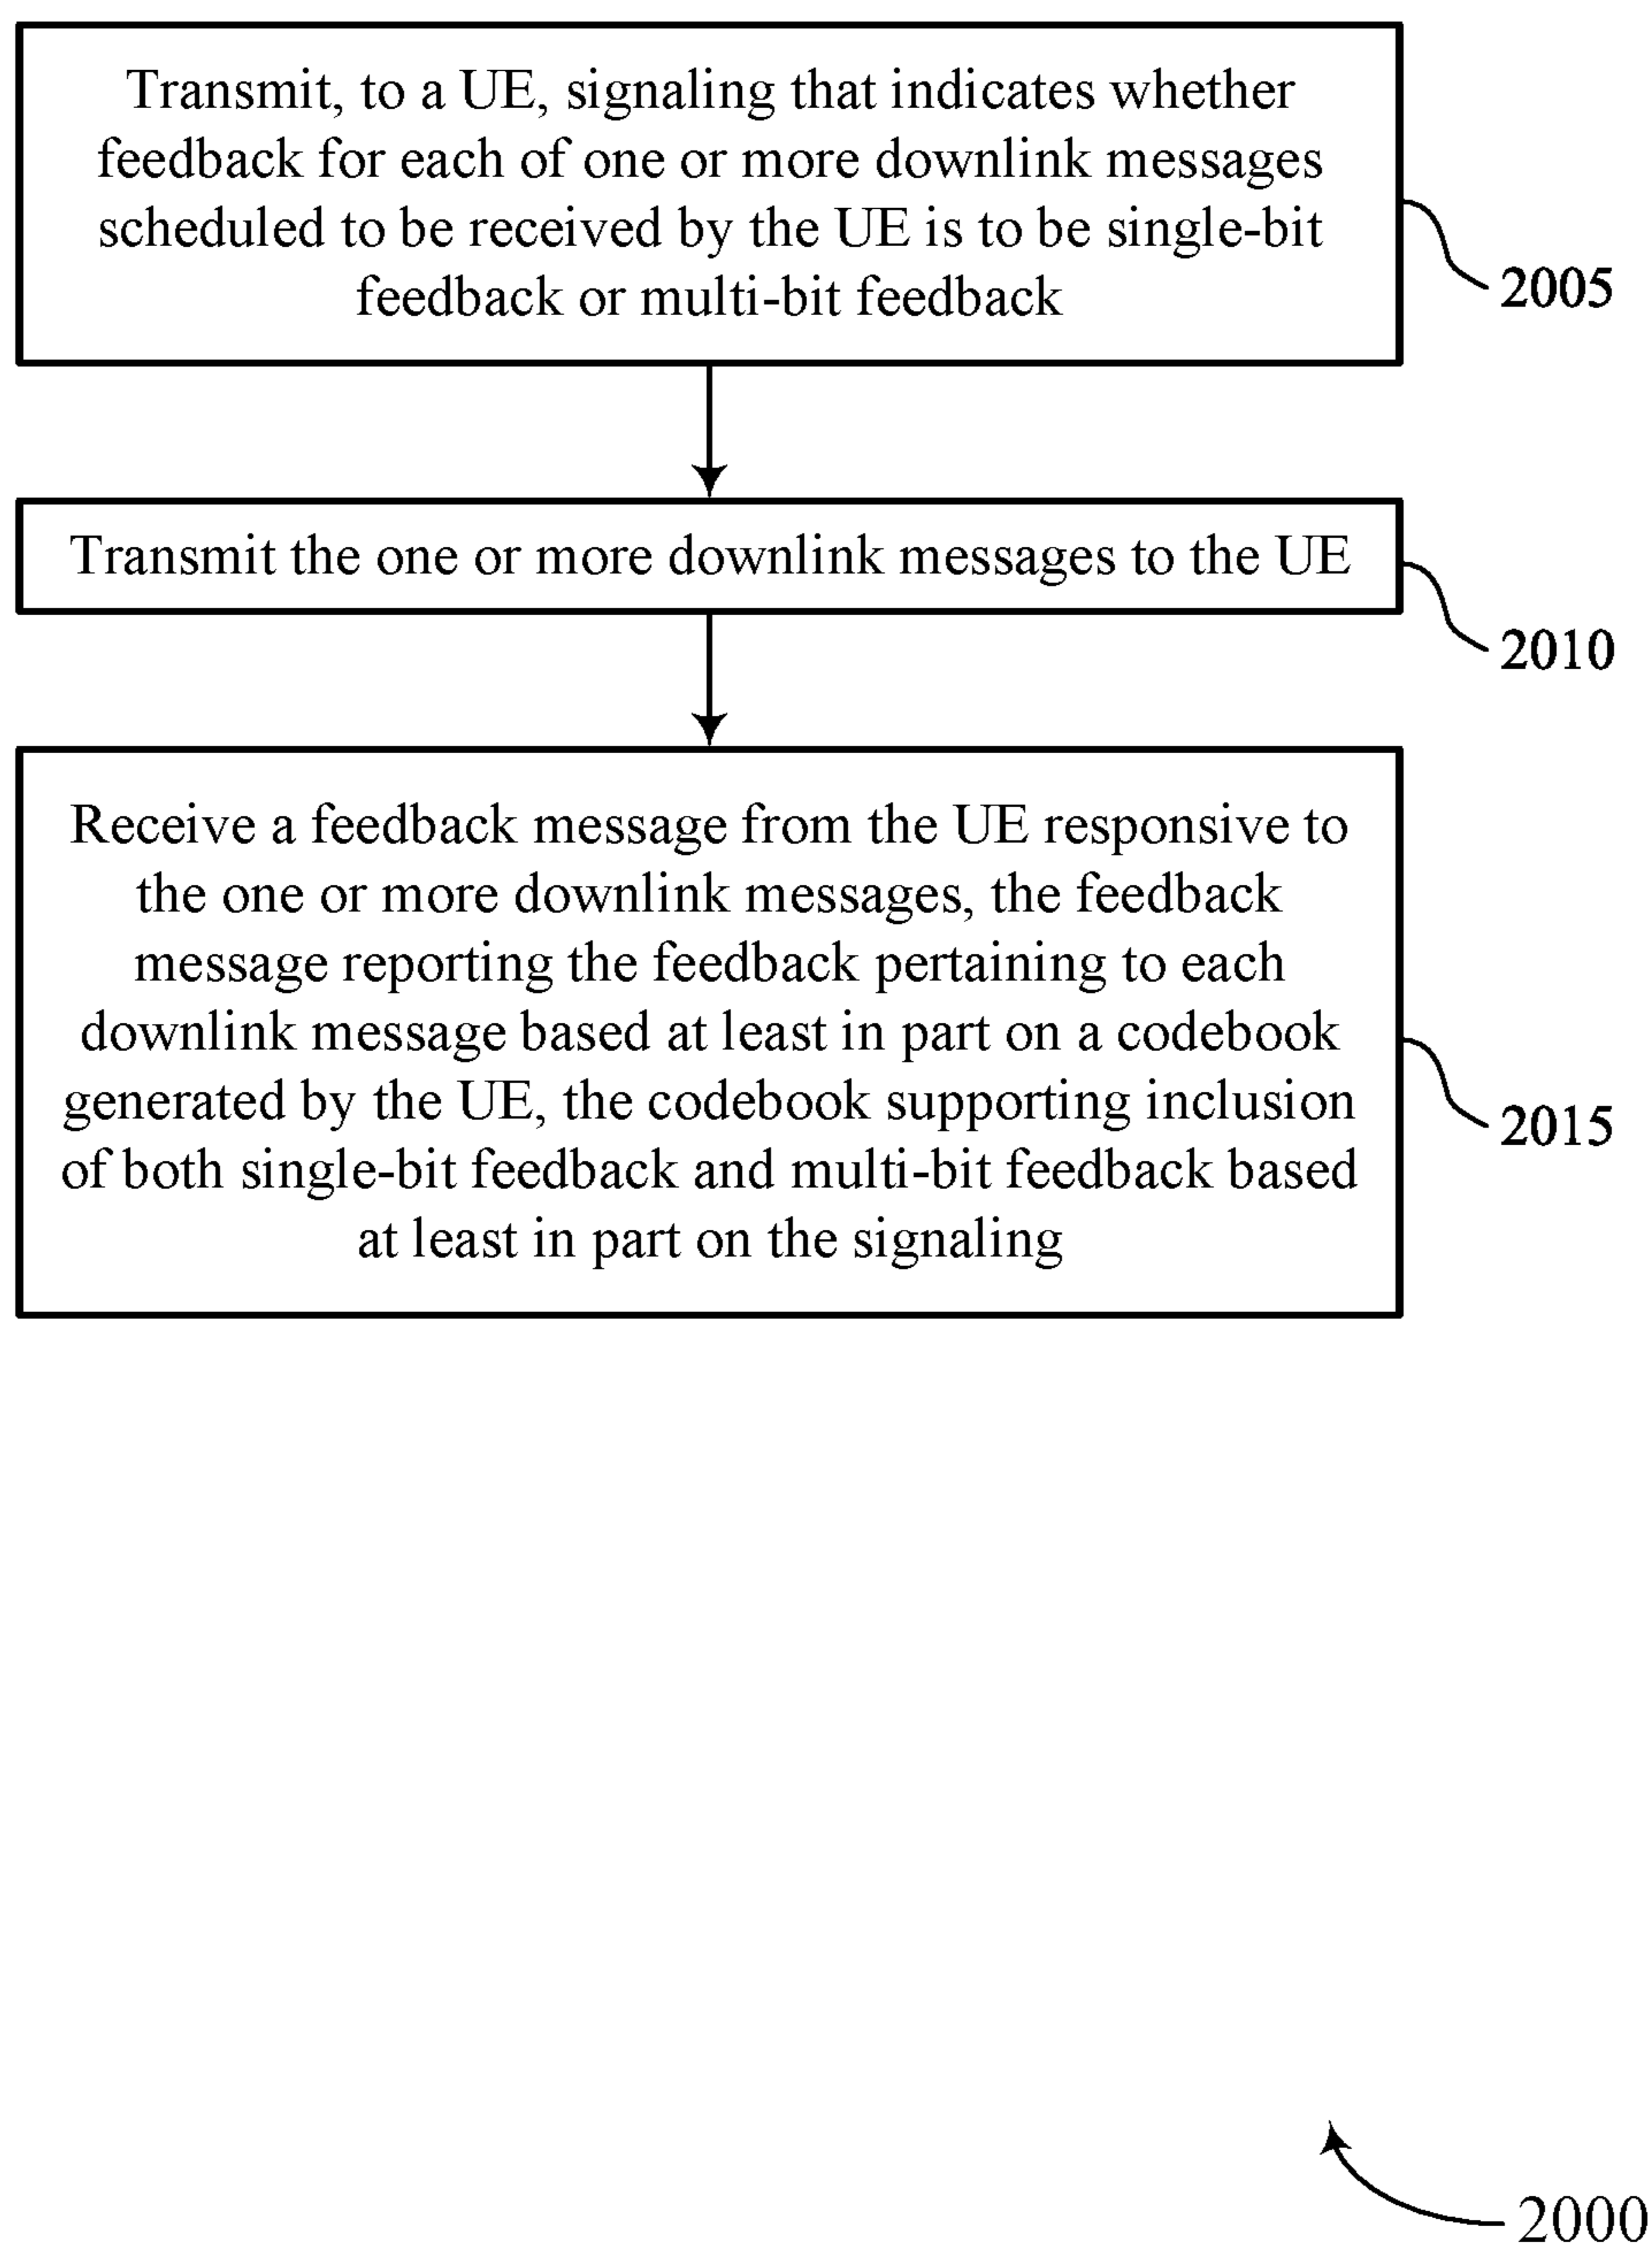 Transmit, to a UE, signaling that indicates whether
feedback for each of one or more downlink messages
scheduled to be received by the UE is to be single-bit
feedback or multi-bit feedback
2005
Transmit the one or more downlink messages to the UE
2010
Receive a feedback message from the UE responsive to
the one or more downlink messages, the feedback
message reporting the feedback pertaining to each
downlink message based at least in part on a codebook
generated by the UE, the codebook supporting inclusion
of both single-bit feedback and multi-bit feedback based
at least in part on the signaling
2015
2000